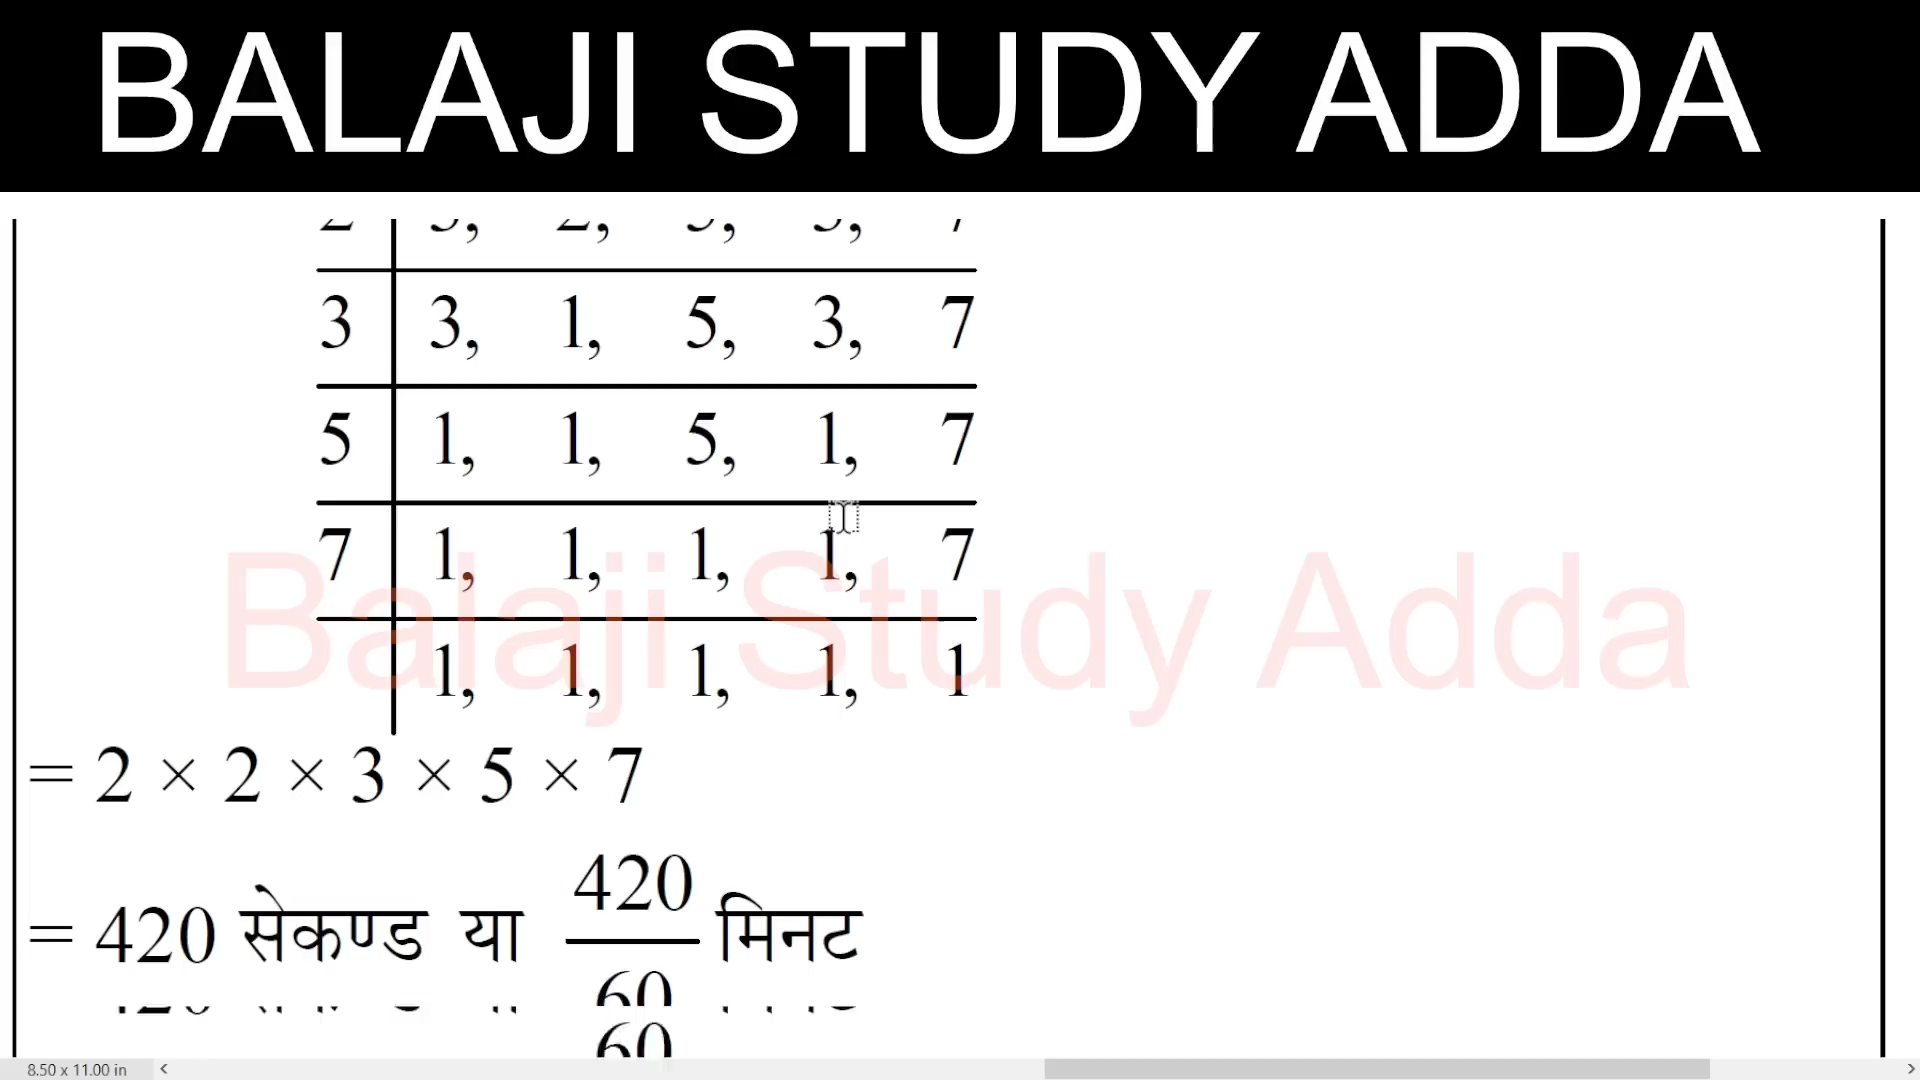 BALAJI STUDY ADDA
3 3, 1, 5, 3, 7
5 1, 1, 5, 1, 7
7 1, 1, 1, 1, 7
Balaji Study Adda
1, 1, 1, 1, 1
= 2 × 2 × 3 × 5 × 7
= 420 सेकण्ड या 420/60 मिनट
60
8.50 x 11.00 in